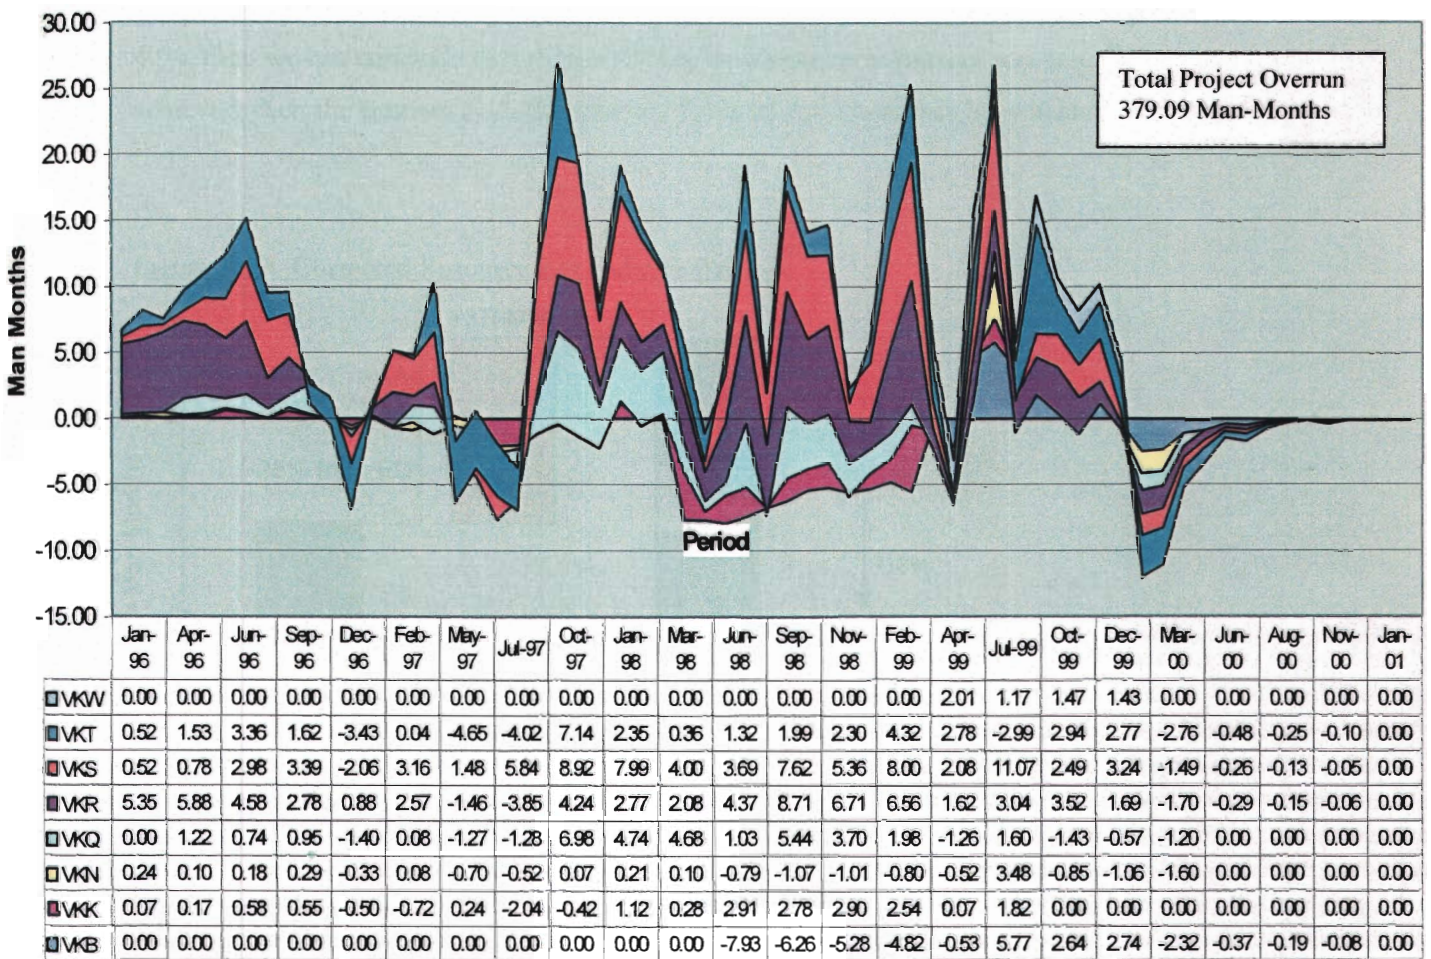 30.00
25.00
20.00
15.00
10.00
5.00
0.00
-5.00
-10.00
-15.00
Man Months
Total Project Overrun
379.09 Man-Months
Period
Jan-96 Apr-96 Jun-96 Sep-96 Dec-96 Feb-97 May-97 Jul-97 Oct-97 Jan-98 Mar-98 Jun-98 Sep-98 Nov-98 Feb-99 Apr-99 Jul-99 Oct-99 Dec-99 Mar-00 Jun-00 Aug-00 Nov-00 Jan-01
VKW 0.00 0.00 0.00 0.00 0.00 0.00 0.00 0.00 0.00 0.00 0.00 0.00 0.00 0.00 0.00 2.01 1.17 1.47 1.43 0.00 0.00 0.00 0.00 0.00
VKT 0.52 1.53 3.36 1.62 -3.43 0.04 -4.65 -4.02 7.14 2.35 0.36 1.32 1.99 2.30 4.32 2.78 -2.99 2.94 2.77 -2.76 -0.48 -0.25 -0.10 0.00
VKS 0.52 0.78 2.98 3.39 -2.06 3.16 1.48 5.84 8.92 7.99 4.00 3.69 7.62 5.36 8.00 2.08 11.07 2.49 3.24 -1.49 -0.26 -0.13 -0.05 0.00
VKR 5.35 5.88 4.58 2.78 0.88 2.57 -1.46 -3.85 4.24 2.77 2.08 4.37 8.71 6.71 6.56 1.62 3.04 3.52 1.69 -1.70 -0.29 -0.15 -0.06 0.00
VKQ 0.00 1.22 0.74 0.95 -1.40 0.08 -1.27 -1.28 6.98 4.74 4.68 1.03 5.44 3.70 1.98 -1.26 1.60 -1.43 -0.57 -1.20 0.00 0.00 0.00 0.00
VKN 0.24 0.10 0.18 0.29 -0.33 0.08 -0.70 -0.52 0.07 0.21 0.10 -0.79 -1.07 -1.01 -0.80 -0.52 3.48 -0.85 -1.06 -1.60 0.00 0.00 0.00 0.00
VKK 0.07 0.17 0.58 0.55 -0.50 -0.72 0.24 -2.04 -0.42 1.12 0.28 2.91 2.78 2.90 2.54 0.07 1.82 0.00 0.00 0.00 0.00 0.00 0.00 0.00
VKB 0.00 0.00 0.00 0.00 0.00 0.00 0.00 0.00 0.00 0.00 0.00 -7.93 -6.26 -5.28 -4.82 -0.53 5.77 2.64 2.74 -2.32 -0.37 -0.19 -0.08 0.00